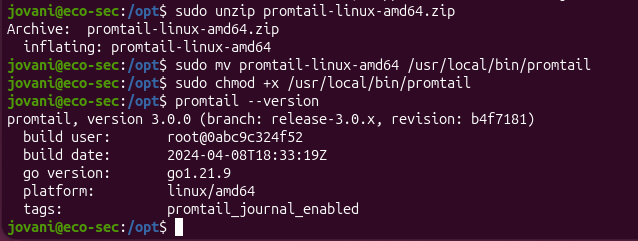 jovani@eco-sec:/opt$ sudo unzip promtail-linux-amd64.zip
Archive:  promtail-linux-amd64.zip
  inflating: promtail-linux-amd64
jovani@eco-sec:/opt$ sudo mv promtail-linux-amd64 /usr/local/bin/promtail
jovani@eco-sec:/opt$ sudo chmod +x /usr/local/bin/promtail
jovani@eco-sec:/opt$ promtail --version
promtail, version 3.0.0 (branch: release-3.0.x, revision: b4f7181)
  build user:       root@0abc9c324f52
  build date:       2024-04-08T18:33:19Z
  go version:       go1.21.9
  platform:         linux/amd64
  tags:             promtail_journal_enabled
jovani@eco-sec:/opt$